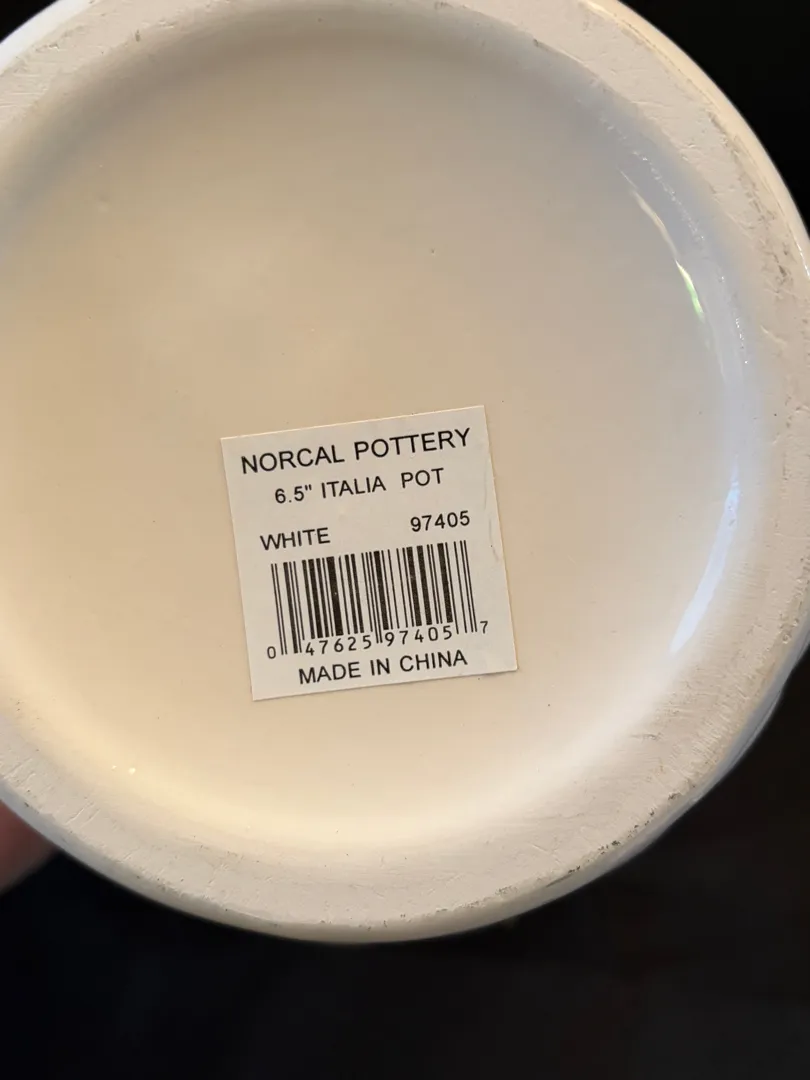 NORCAL POTTERY
6.5" ITALIA POT
WHITE 97405
0 47625 97405 7
MADE IN CHINA